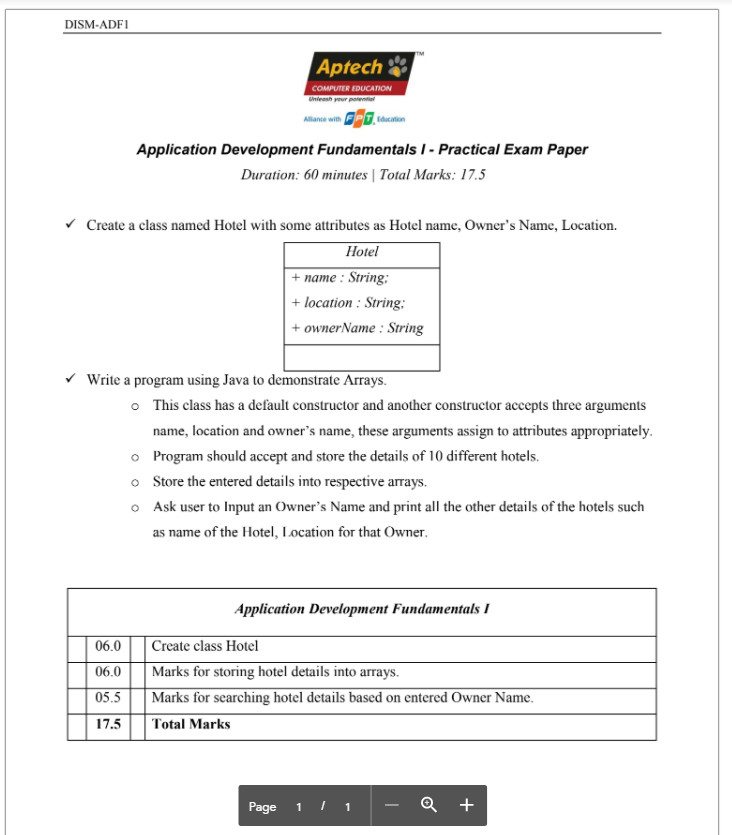 DISM-ADF1
Aptech TM
COMPUTER EDUCATION
Unleash your potential
Alliance with FPT Education
Application Development Fundamentals I - Practical Exam Paper
Duration: 60 minutes | Total Marks: 17.5
✓ Create a class named Hotel with some attributes as Hotel name, Owner's Name, Location.
Hotel
+ name : String;
+ location : String;
+ ownerName : String
✓ Write a program using Java to demonstrate Arrays.
o This class has a default constructor and another constructor accepts three arguments
name, location and owner's name, these arguments assign to attributes appropriately.
o Program should accept and store the details of 10 different hotels.
o Store the entered details into respective arrays.
o Ask user to Input an Owner's Name and print all the other details of the hotels such
as name of the Hotel, Location for that Owner.
Application Development Fundamentals I
06.0 Create class Hotel
06.0 Marks for storing hotel details into arrays.
05.5 Marks for searching hotel details based on entered Owner Name.
17.5 Total Marks
Page 1 / 1